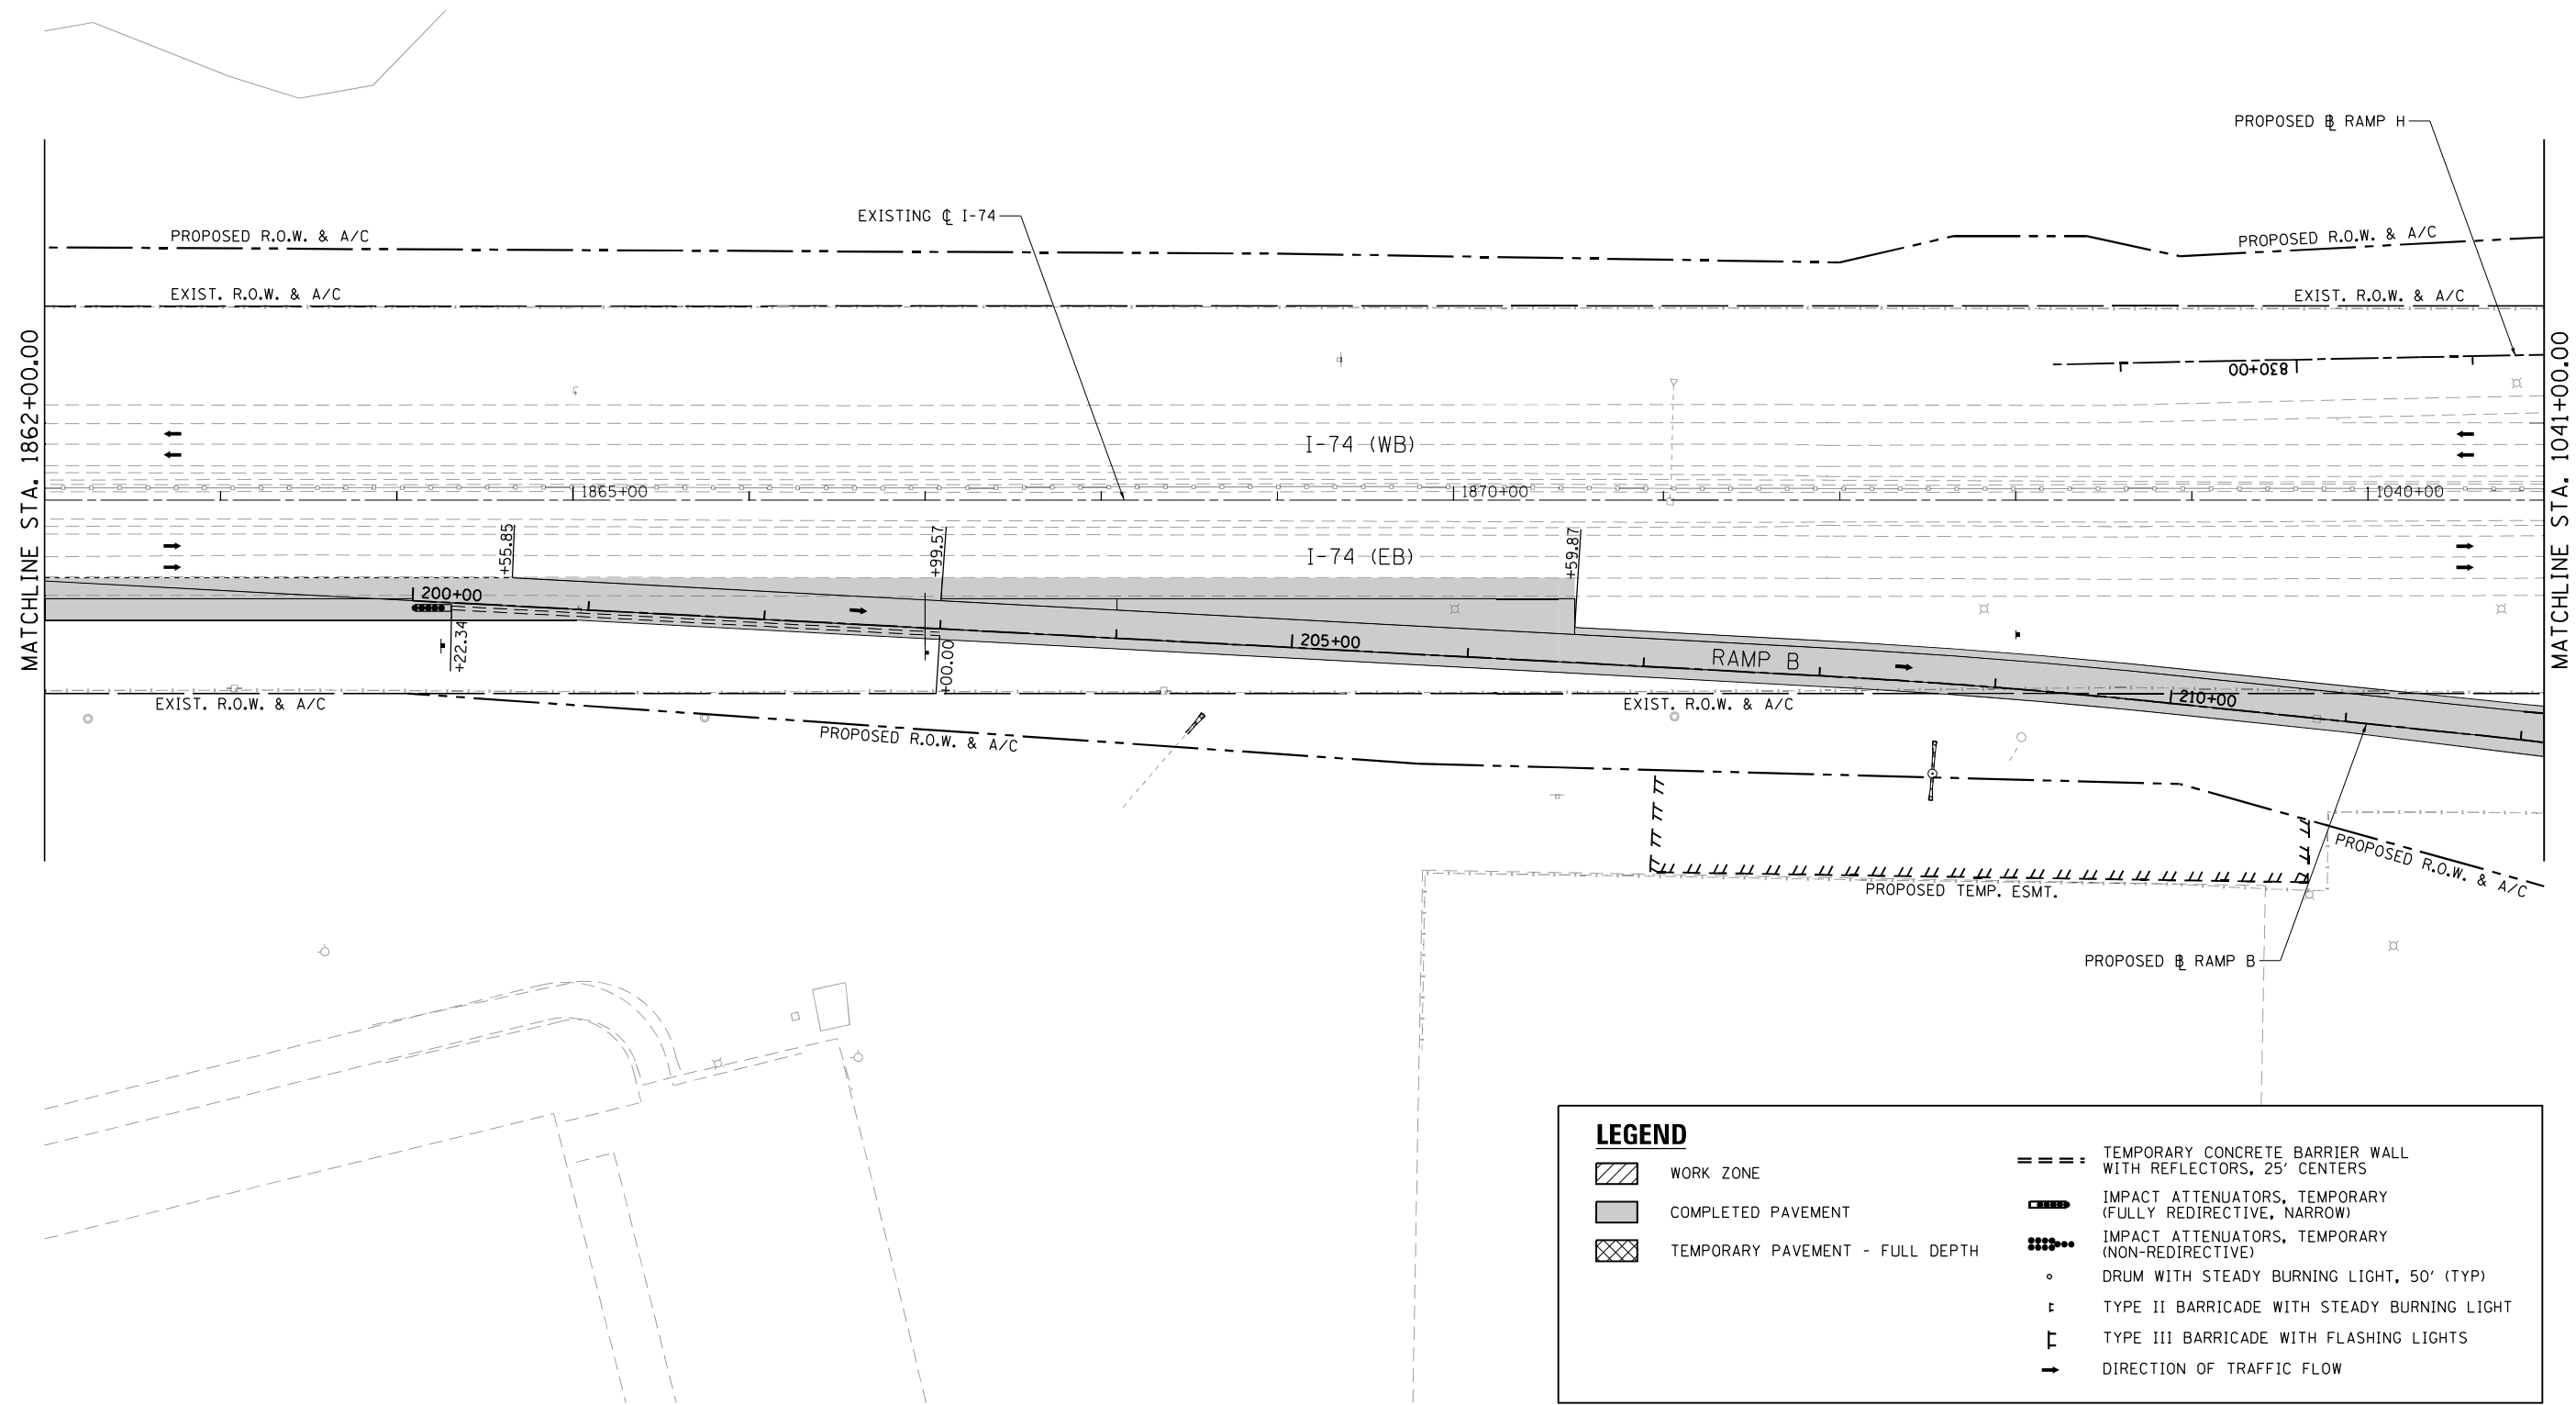 PROPOSED ⅊ RAMP H
EXISTING ℄ I-74
PROPOSED R.O.W. & A/C
PROPOSED R.O.W. & A/C
EXIST. R.O.W. & A/C
EXIST. R.O.W. & A/C
MATCHLINE STA. 1862+00.00
MATCHLINE STA. 1041+00.00
830+00
I-74 (WB)
1865+00
1870+00
1040+00
+55.85
+99.57
I-74 (EB)
+59.87
200+00
+22.34
+00.00
205+00
RAMP B
210+00
EXIST. R.O.W. & A/C
EXIST. R.O.W. & A/C
PROPOSED R.O.W. & A/C
PROPOSED R.O.W. & A/C
PROPOSED TEMP. ESMT.
PROPOSED ⅊ RAMP B
LEGEND
WORK ZONE
COMPLETED PAVEMENT
TEMPORARY PAVEMENT - FULL DEPTH
TEMPORARY CONCRETE BARRIER WALL
WITH REFLECTORS, 25' CENTERS
IMPACT ATTENUATORS, TEMPORARY
(FULLY REDIRECTIVE, NARROW)
IMPACT ATTENUATORS, TEMPORARY
(NON-REDIRECTIVE)
DRUM WITH STEADY BURNING LIGHT, 50' (TYP)
TYPE II BARRICADE WITH STEADY BURNING LIGHT
TYPE III BARRICADE WITH FLASHING LIGHTS
DIRECTION OF TRAFFIC FLOW